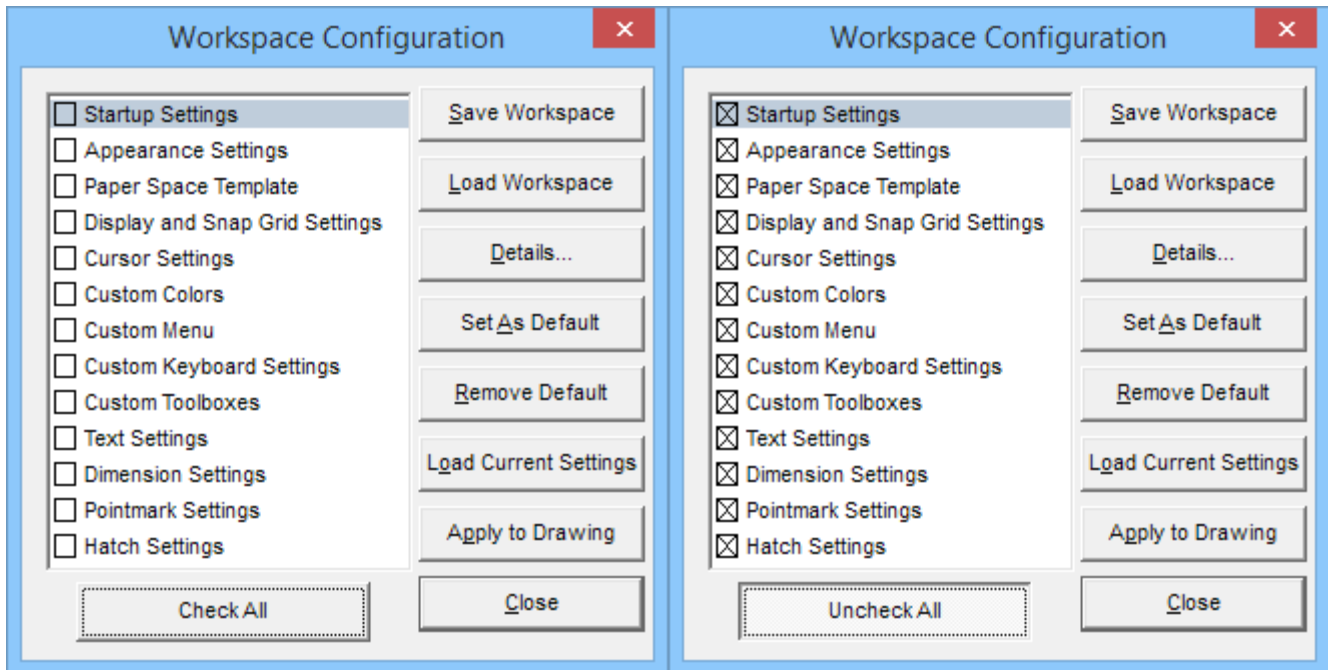 Workspace Configuration
Startup Settings
Appearance Settings
Paper Space Template
Display and Snap Grid Settings
Cursor Settings
Custom Colors
Custom Menu
Custom Keyboard Settings
Custom Toolboxes
Text Settings
Dimension Settings
Pointmark Settings
Hatch Settings
Check All
Save Workspace
Load Workspace
Details...
Set As Default
Remove Default
Load Current Settings
Apply to Drawing
Close
Workspace Configuration
Startup Settings
Appearance Settings
Paper Space Template
Display and Snap Grid Settings
Cursor Settings
Custom Colors
Custom Menu
Custom Keyboard Settings
Custom Toolboxes
Text Settings
Dimension Settings
Pointmark Settings
Hatch Settings
Uncheck All
Save Workspace
Load Workspace
Details...
Set As Default
Remove Default
Load Current Settings
Apply to Drawing
Close